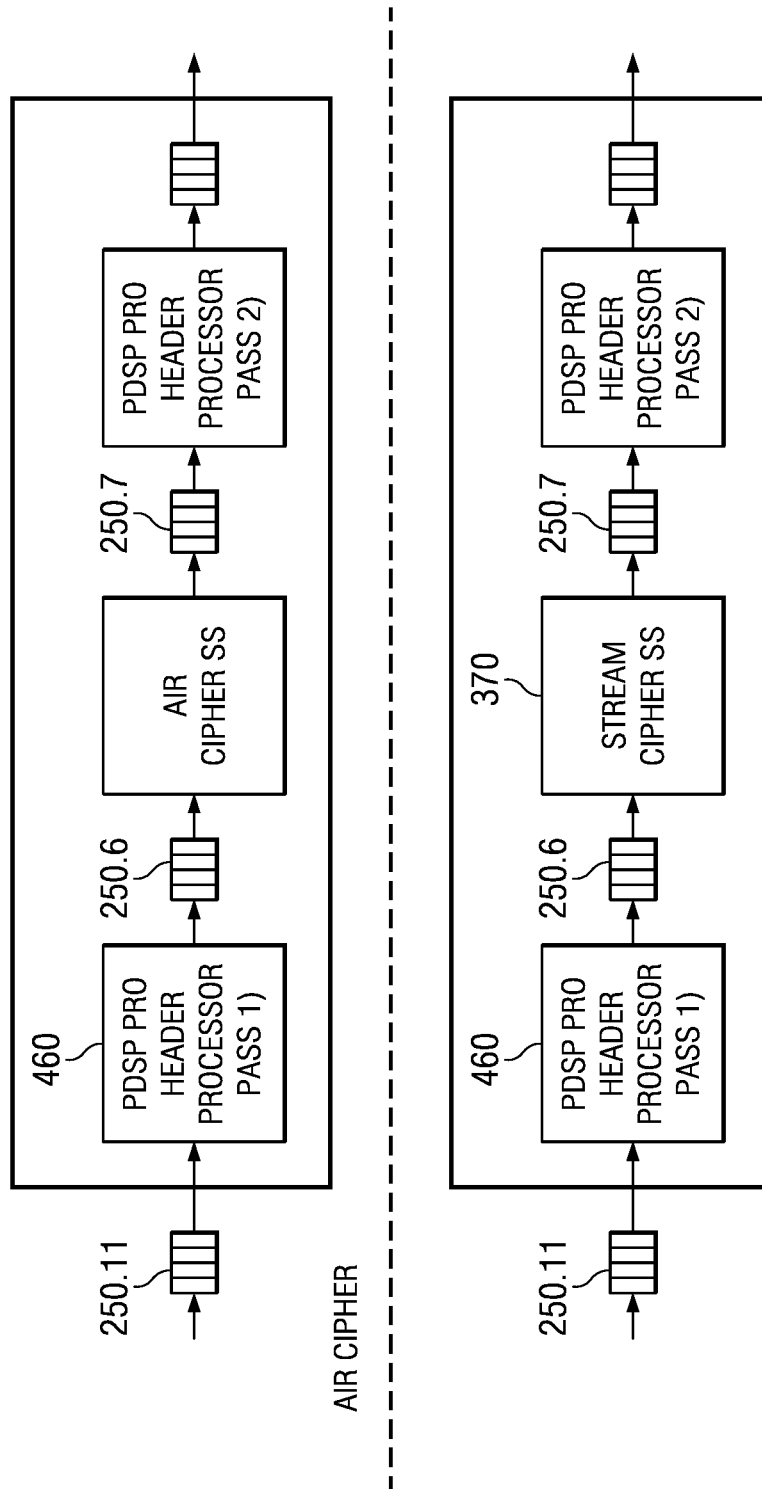 250.11
460
PDSP PRO
HEADER
PROCESSOR
PASS 1)
250.6
AIR
CIPHER SS
250.7
PDSP PRO
HEADER
PROCESSOR
PASS 2)
AIR CIPHER
250.11
460
PDSP PRO
HEADER
PROCESSOR
PASS 1)
250.6
370
STREAM
CIPHER SS
250.7
PDSP PRO
HEADER
PROCESSOR
PASS 2)